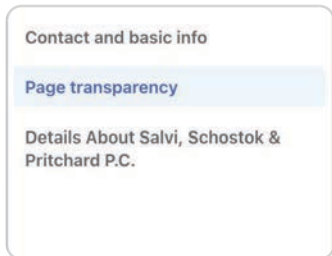 Contact and basic info
Page transparency
Details About Salvi, Schostok &
Pritchard P.C.